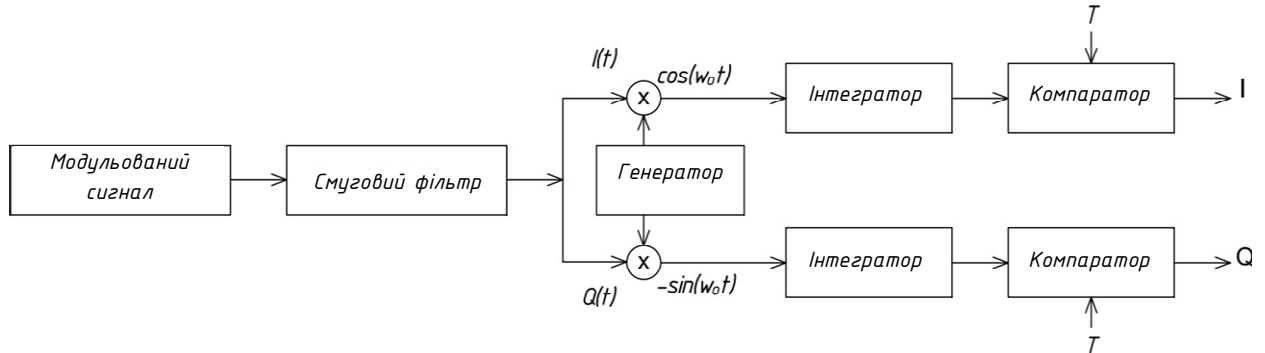 T
I(t)
cos(w₀t)
x
Інтегратор
Компаратор
I
Модульований
сигнал
Смуговий фільтр
Генератор
x
Q(t)
-sin(w₀t)
Інтегратор
Компаратор
Q
T